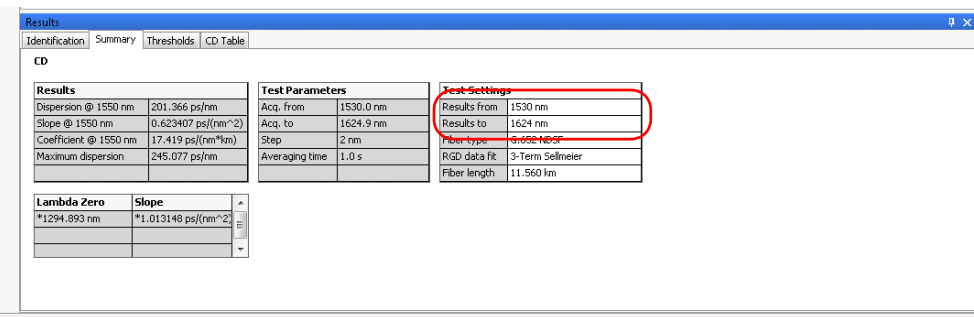 Results
Identification Summary Thresholds CD Table
CD
Results
Dispersion @ 1550 nm 201.366 ps/nm
Slope @ 1550 nm 0.623407 ps/(nm^2)
Coefficient @ 1550 nm 17.419 ps/(nm*km)
Maximum dispersion 245.077 ps/nm
Test Parameters
Acq. from 1530.0 nm
Acq. to 1624.9 nm
Step 2 nm
Averaging time 1.0 s
Test Settings
Results from 1530 nm
Results to 1624 nm
Fiber type G.652 NDSF
RGD data fit 3-Term Sellmeier
Fiber length 11.560 km
Lambda Zero Slope
*1294.893 nm *1.013148 ps/(nm^2)